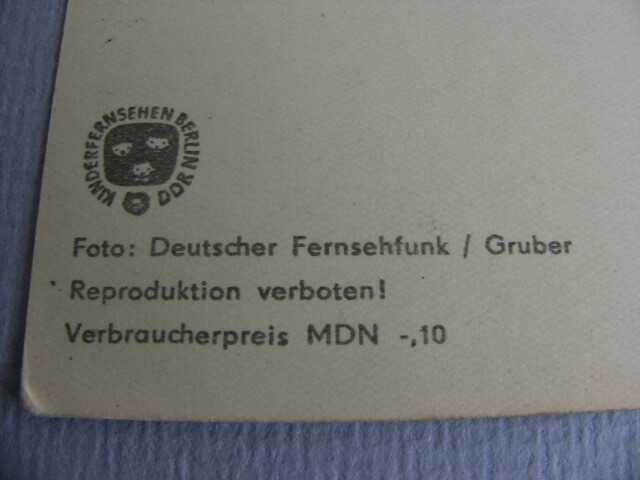 KINDERFERNSEHEN BERLIN DDR
Foto: Deutscher Fernsehfunk / Gruber
Reproduktion verboten!
Verbraucherpreis MDN -,10